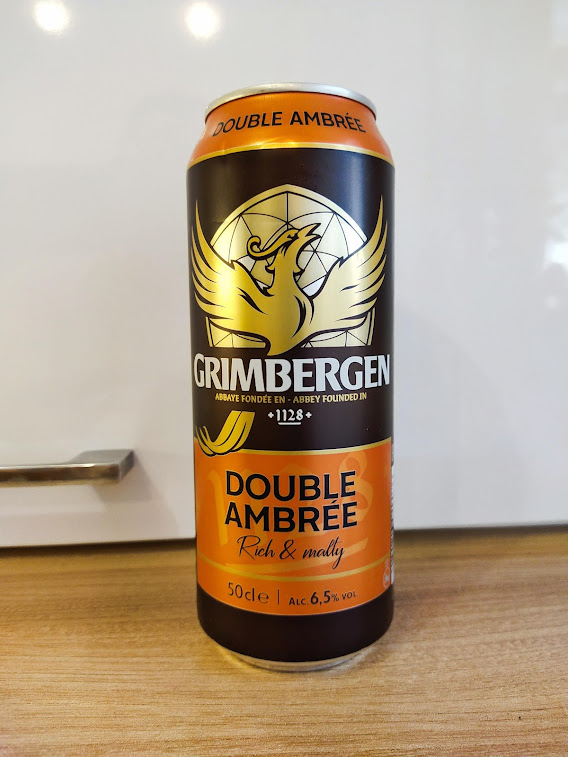 DOUBLE AMBRÉE
GRIMBERGEN
ABBAYE FONDÉE EN - ABBEY FOUNDED IN
1128
DOUBLE
AMBRÉE
Rich & malty
50cl e | ALC. 6,5% VOL.